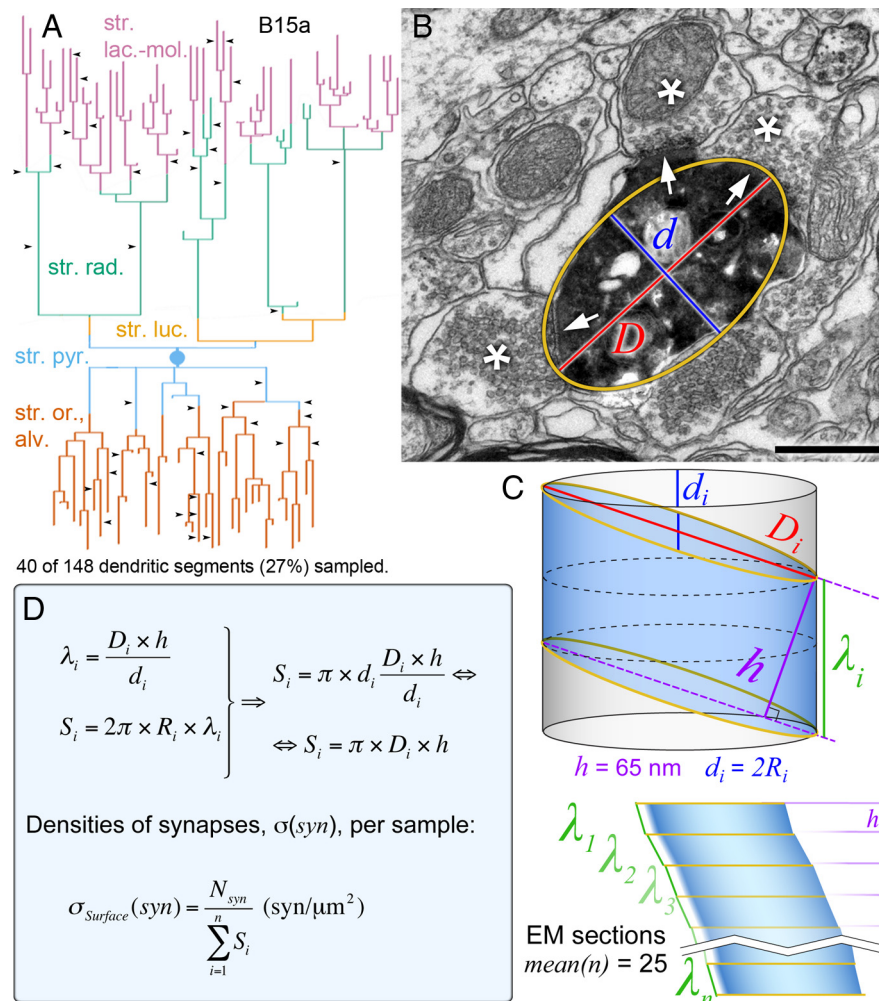 A
str.
lac.-mol.
B15a
str. rad.
str. luc.
str. pyr.
str. or.,
alv.
40 of 148 dendritic segments (27%) sampled.
B
*
*
*
d
D
C
d_i
D_i
h
λ_i
h = 65 nm d_i = 2R_i
D
λ_i = (D_i × h) / d_i
S_i = 2π × R_i × λ_i
⇒ S_i = π × d_i (D_i × h) / d_i ⇔
⇔ S_i = π × D_i × h
Densities of synapses, σ(syn), per sample:
σ_Surface(syn) = N_syn / ∑_{i=1}^{n} S_i (syn/µm²)
λ_1
λ_2
λ_3
λ_n
h
EM sections
mean(n) = 25